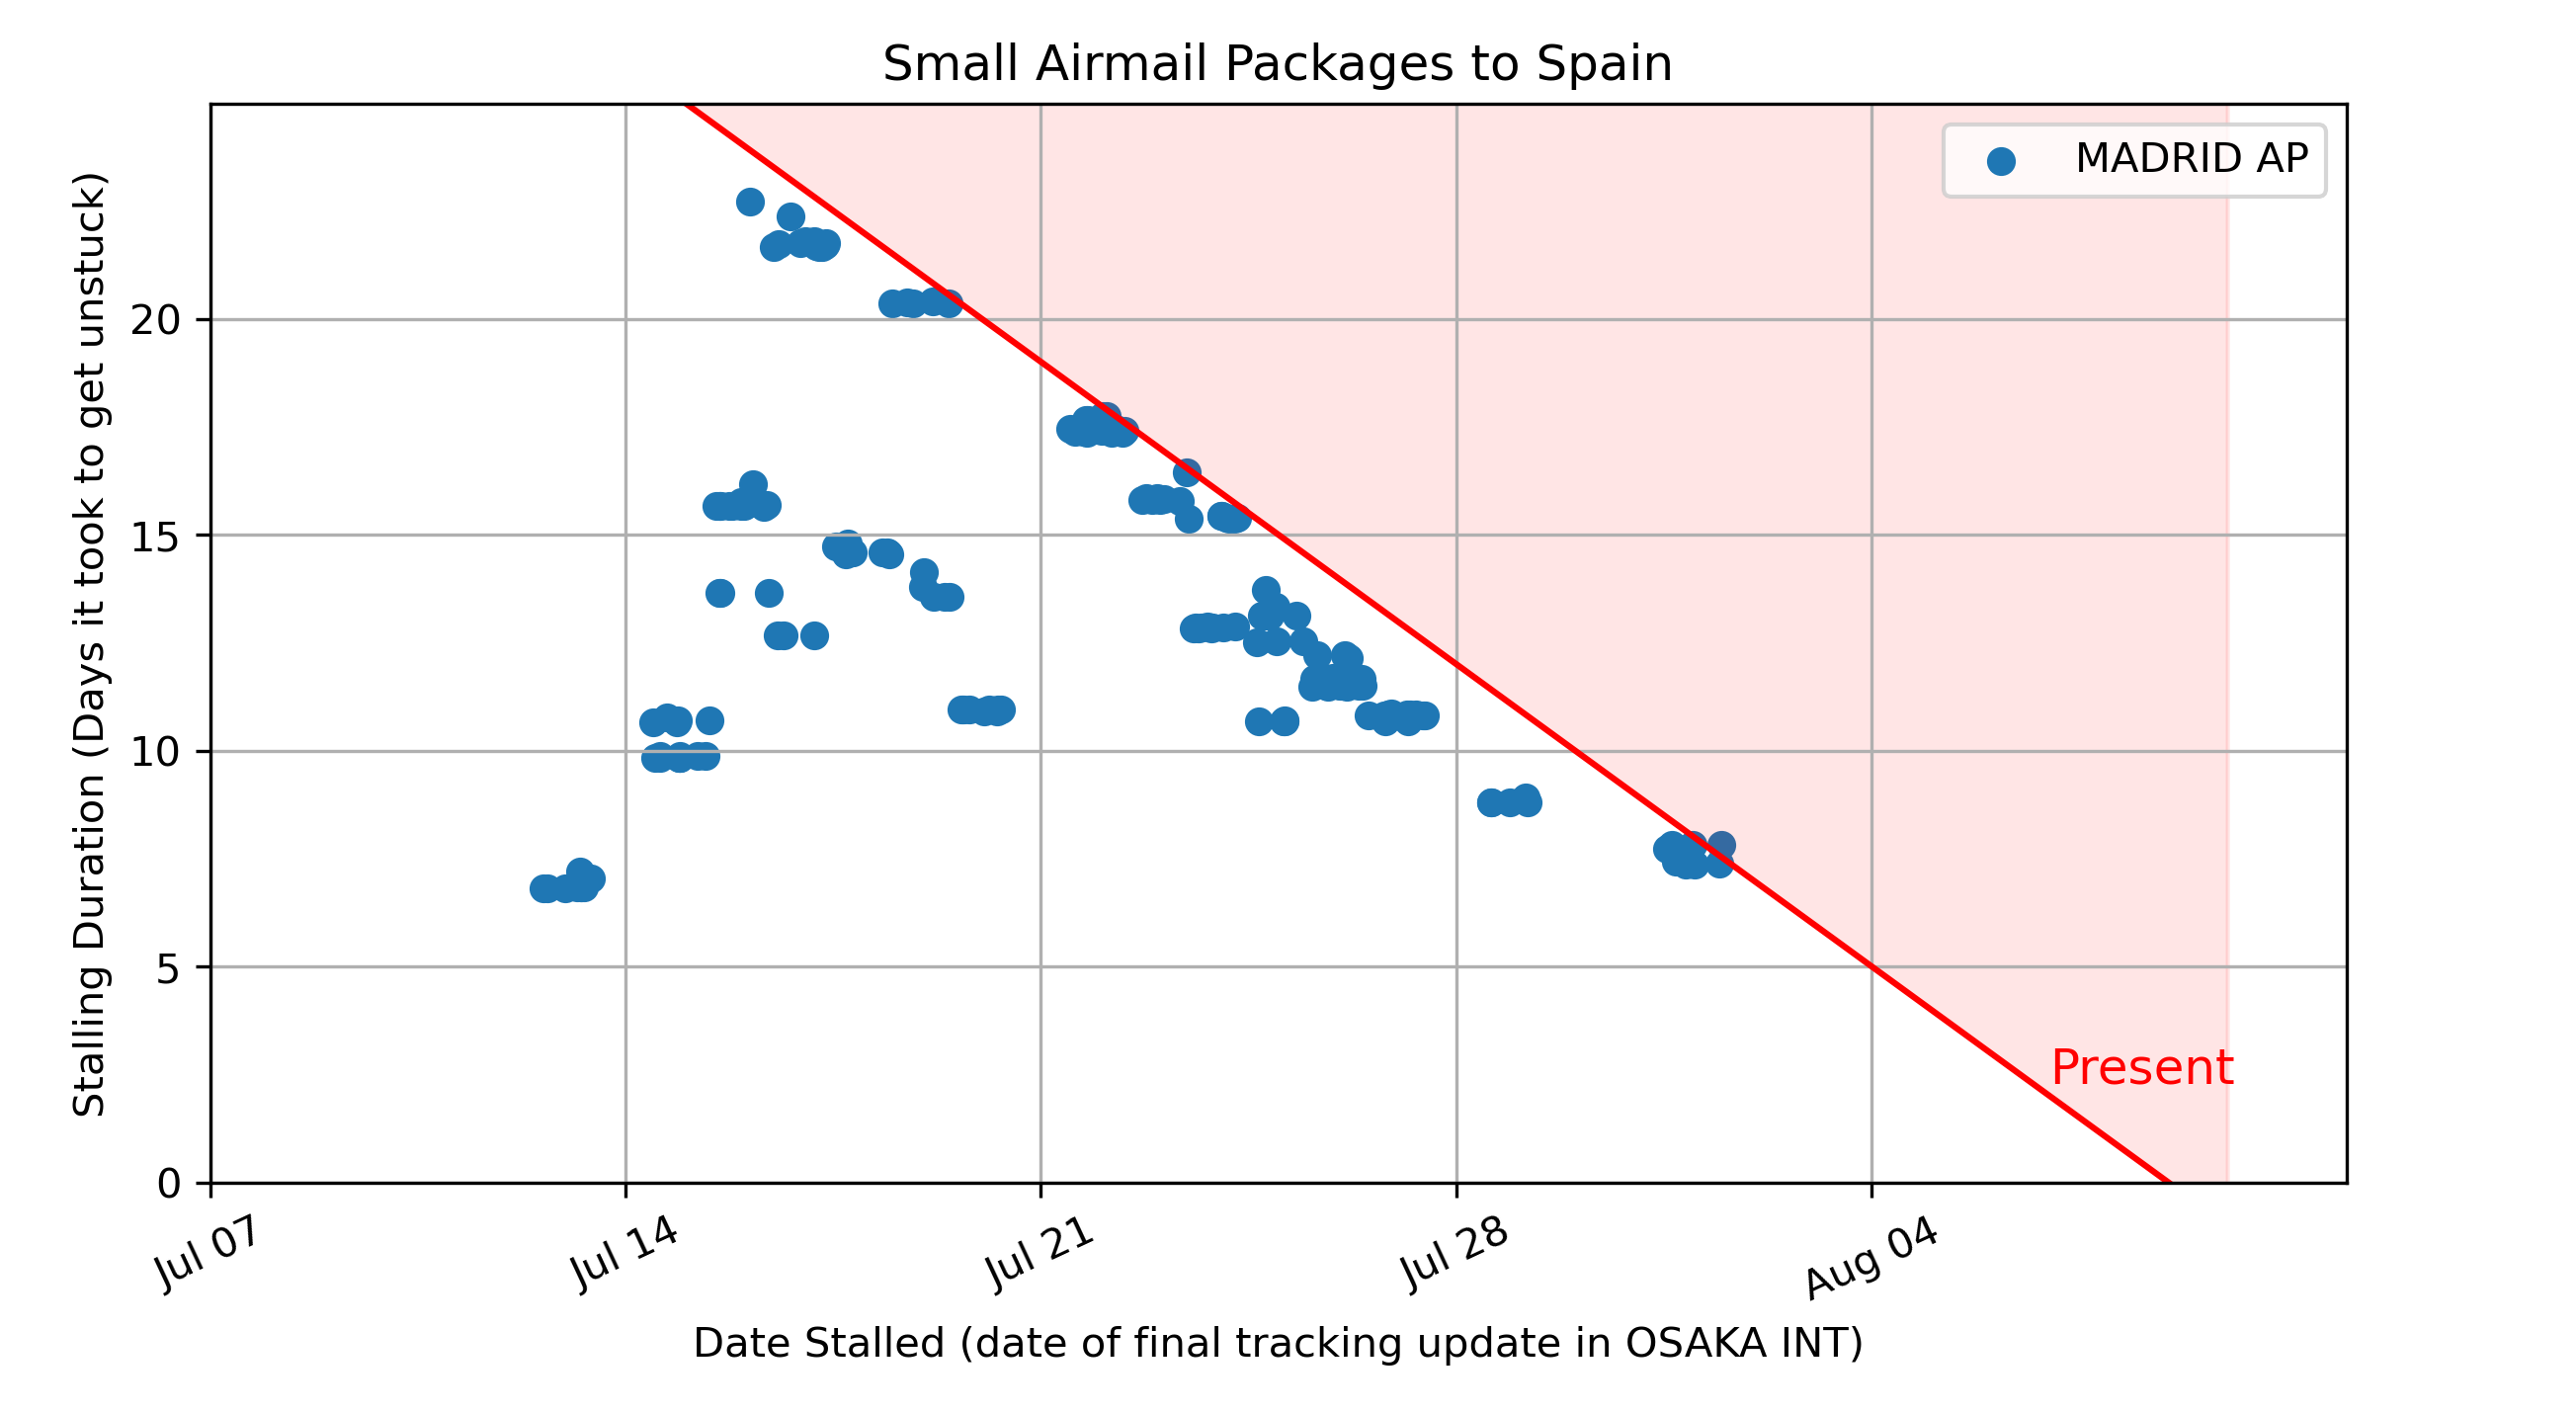 Small Airmail Packages to Spain
MADRID AP
Stalling Duration (Days it took to get unstuck)
20
15
10
5
0
Present
Jul 07
Jul 14
Jul 21
Jul 28
Aug 04
Date Stalled (date of final tracking update in OSAKA INT)